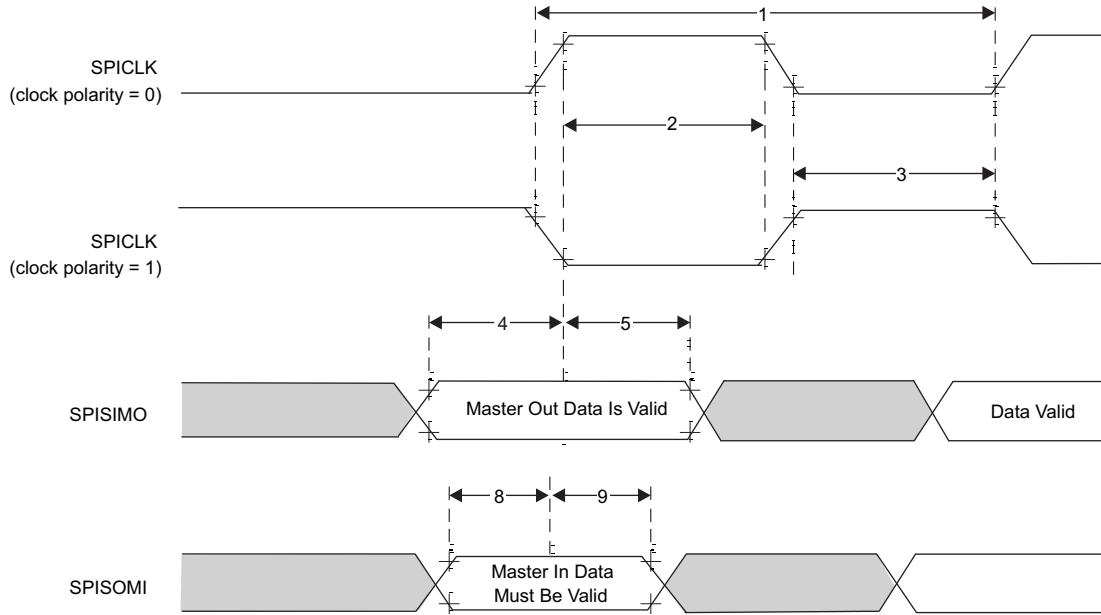 1
SPICLK
(clock polarity = 0)
2
3
SPICLK
(clock polarity = 1)
4
5
SPISIMO
Master Out Data Is Valid
Data Valid
8
9
SPISOMI
Master In Data
Must Be Valid